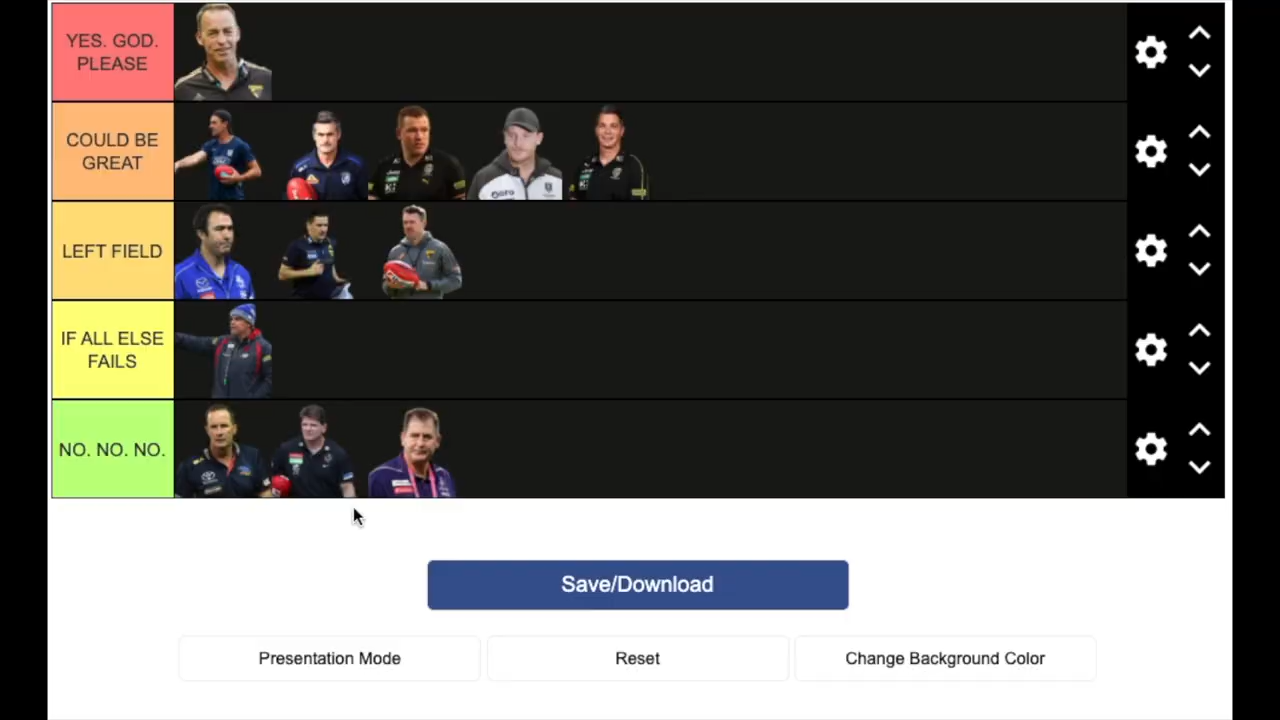 YES. GOD.
PLEASE
COULD BE
GREAT
LEFT FIELD
IF ALL ELSE
FAILS
NO. NO. NO.
Save/Download
Presentation Mode
Reset
Change Background Color